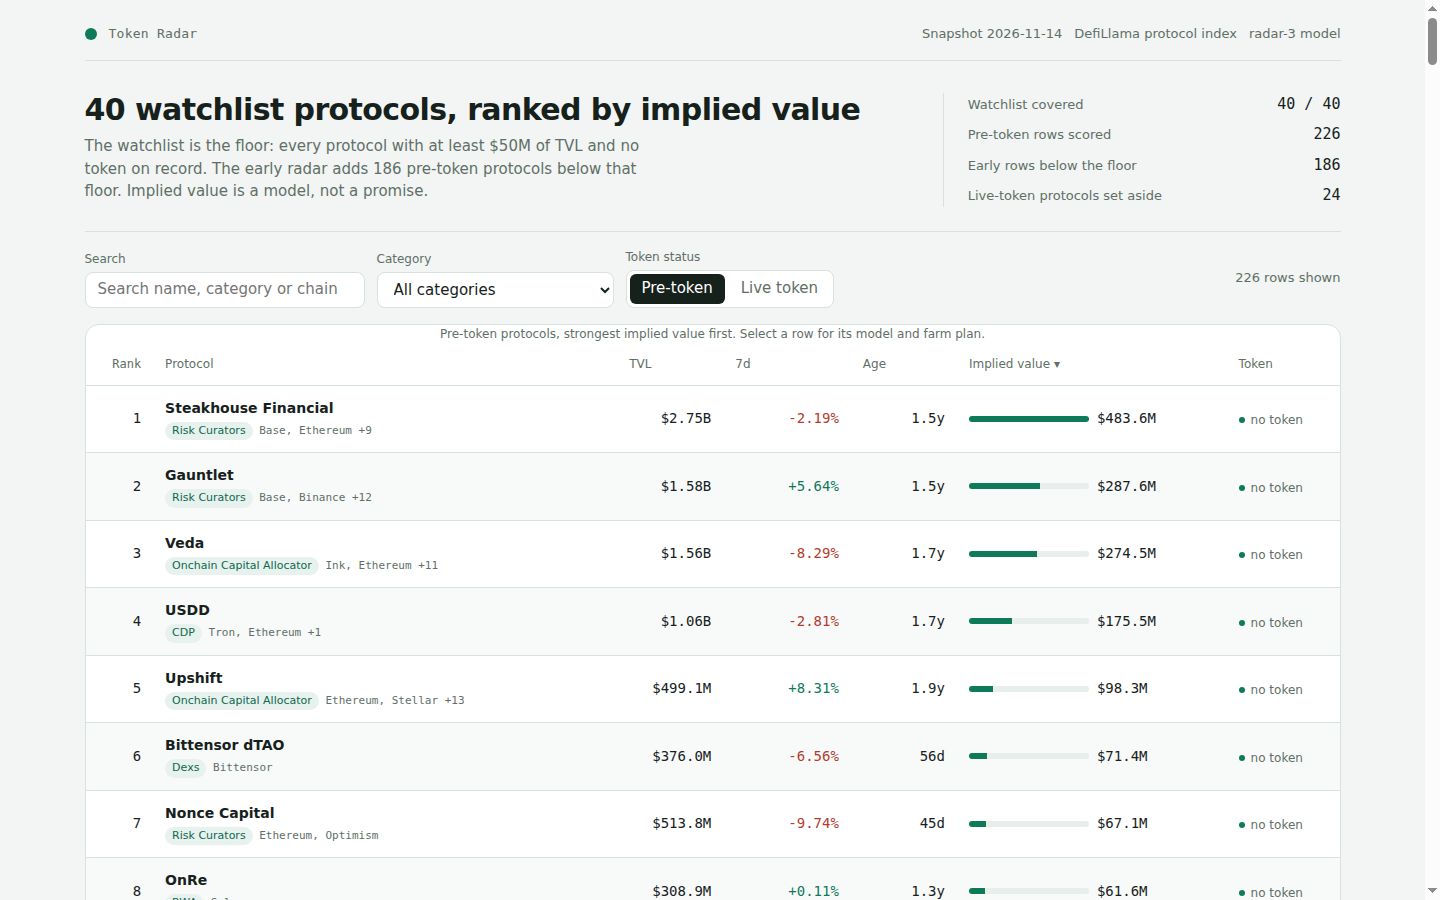 Token Radar
Snapshot 2026-11-14 DefiLlama protocol index radar-3 model
40 watchlist protocols, ranked by implied value
The watchlist is the floor: every protocol with at least $50M of TVL and no
token on record. The early radar adds 186 pre-token protocols below that
floor. Implied value is a model, not a promise.
Watchlist covered 40 / 40
Pre-token rows scored 226
Early rows below the floor 186
Live-token protocols set aside 24
Search
Category
Token status
Search name, category or chain
All categories
Pre-token
Live token
226 rows shown
Pre-token protocols, strongest implied value first. Select a row for its model and farm plan.
Rank Protocol TVL 7d Age Implied value ▾ Token
1 Steakhouse Financial $2.75B -2.19% 1.5y $483.6M no token
Risk Curators Base, Ethereum +9
2 Gauntlet $1.58B +5.64% 1.5y $287.6M no token
Risk Curators Base, Binance +12
3 Veda $1.56B -8.29% 1.7y $274.5M no token
Onchain Capital Allocator Ink, Ethereum +11
4 USDD $1.06B -2.81% 1.7y $175.5M no token
CDP Tron, Ethereum +1
5 Upshift $499.1M +8.31% 1.9y $98.3M no token
Onchain Capital Allocator Ethereum, Stellar +13
6 Bittensor dTAO $376.0M -6.56% 56d $71.4M no token
Dexs Bittensor
7 Nonce Capital $513.8M -9.74% 45d $67.1M no token
Risk Curators Ethereum, Optimism
8 OnRe $308.9M +0.11% 1.3y $61.6M no token